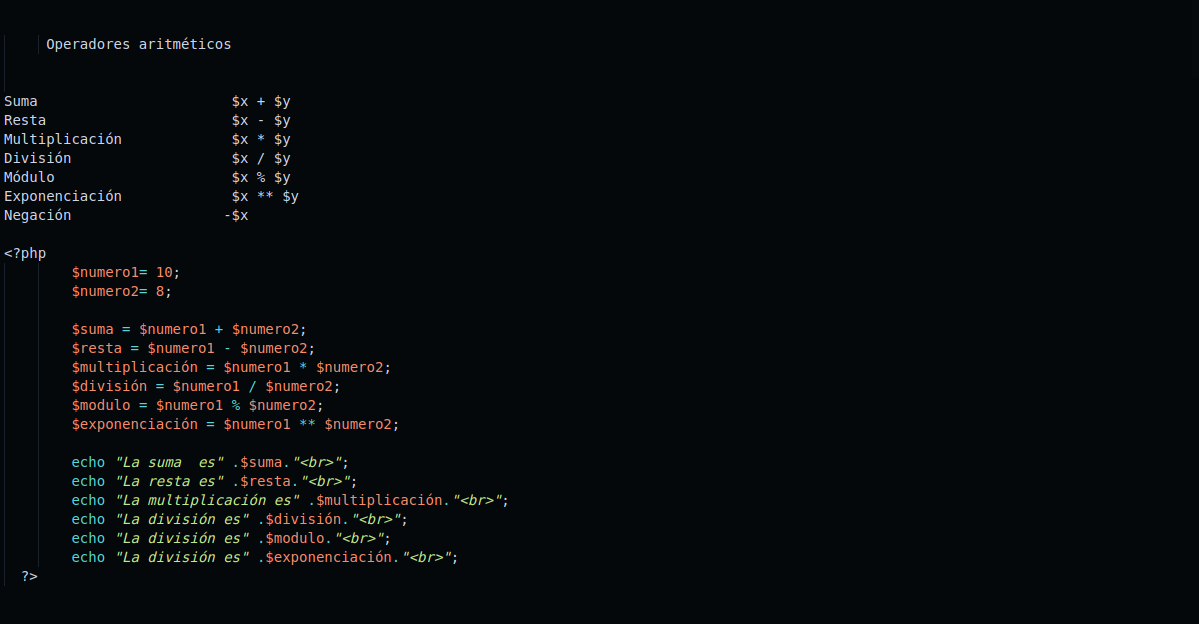 Operadores aritméticos
Suma $x + $y
Resta $x - $y
Multiplicación $x * $y
División $x / $y
Módulo $x % $y
Exponenciación $x ** $y
Negación -$x
<?php
$numero1= 10;
$numero2= 8;
$suma = $numero1 + $numero2;
$resta = $numero1 - $numero2;
$multiplicación = $numero1 * $numero2;
$división = $numero1 / $numero2;
$modulo = $numero1 % $numero2;
$exponenciación = $numero1 ** $numero2;
echo "La suma  es" .$suma."<br>";
echo "La resta es" .$resta."<br>";
echo "La multiplicación es" .$multiplicación."<br>";
echo "La división es" .$división."<br>";
echo "La división es" .$modulo."<br>";
echo "La división es" .$exponenciación."<br>";
?>